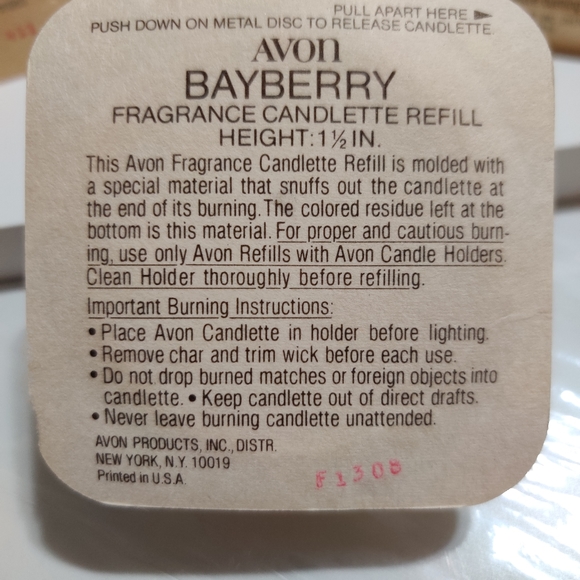 PULL APART HERE ►
PUSH DOWN ON METAL DISC TO RELEASE CANDLETTE
AVON
BAYBERRY
FRAGRANCE CANDLETTE REFILL
HEIGHT: 1½ IN.
This Avon Fragrance Candlette Refill is molded with
a special material that snuffs out the candlette at
the end of its burning. The colored residue left at the
bottom is this material. For proper and cautious burn-
ing, use only Avon Refills with Avon Candle Holders.
Clean Holder thoroughly before refilling.
Important Burning Instructions:
• Place Avon Candlette in holder before lighting.
• Remove char and trim wick before each use.
• Do not drop burned matches or foreign objects into
candlette. • Keep candlette out of direct drafts.
• Never leave burning candlette unattended.
AVON PRODUCTS, INC., DISTR.
NEW YORK, N.Y. 10019
Printed in U.S.A.
F1308